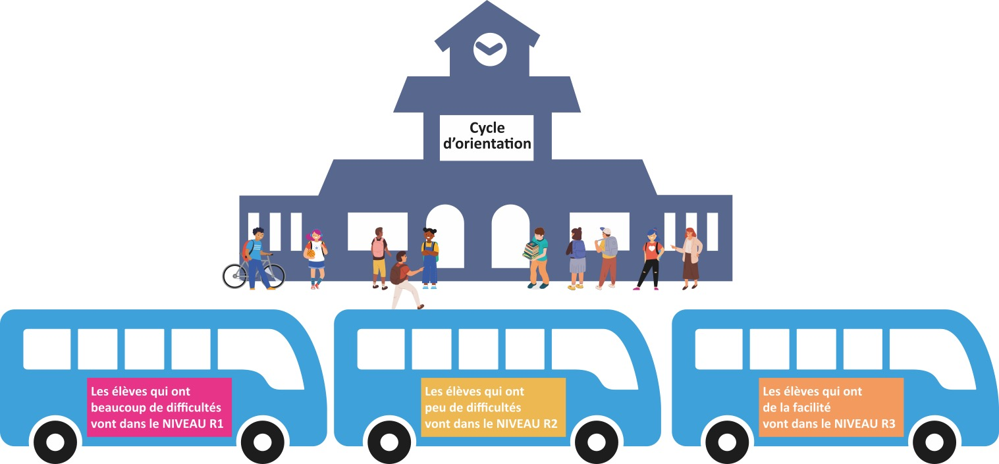 Cycle
d’orientation
Les élèves qui ont
beaucoup de difficultés
vont dans le NIVEAU R1
Les élèves qui ont
peu de difficultés
vont dans le NIVEAU R2
Les élèves qui ont
de la facilité
vont dans le NIVEAU R3